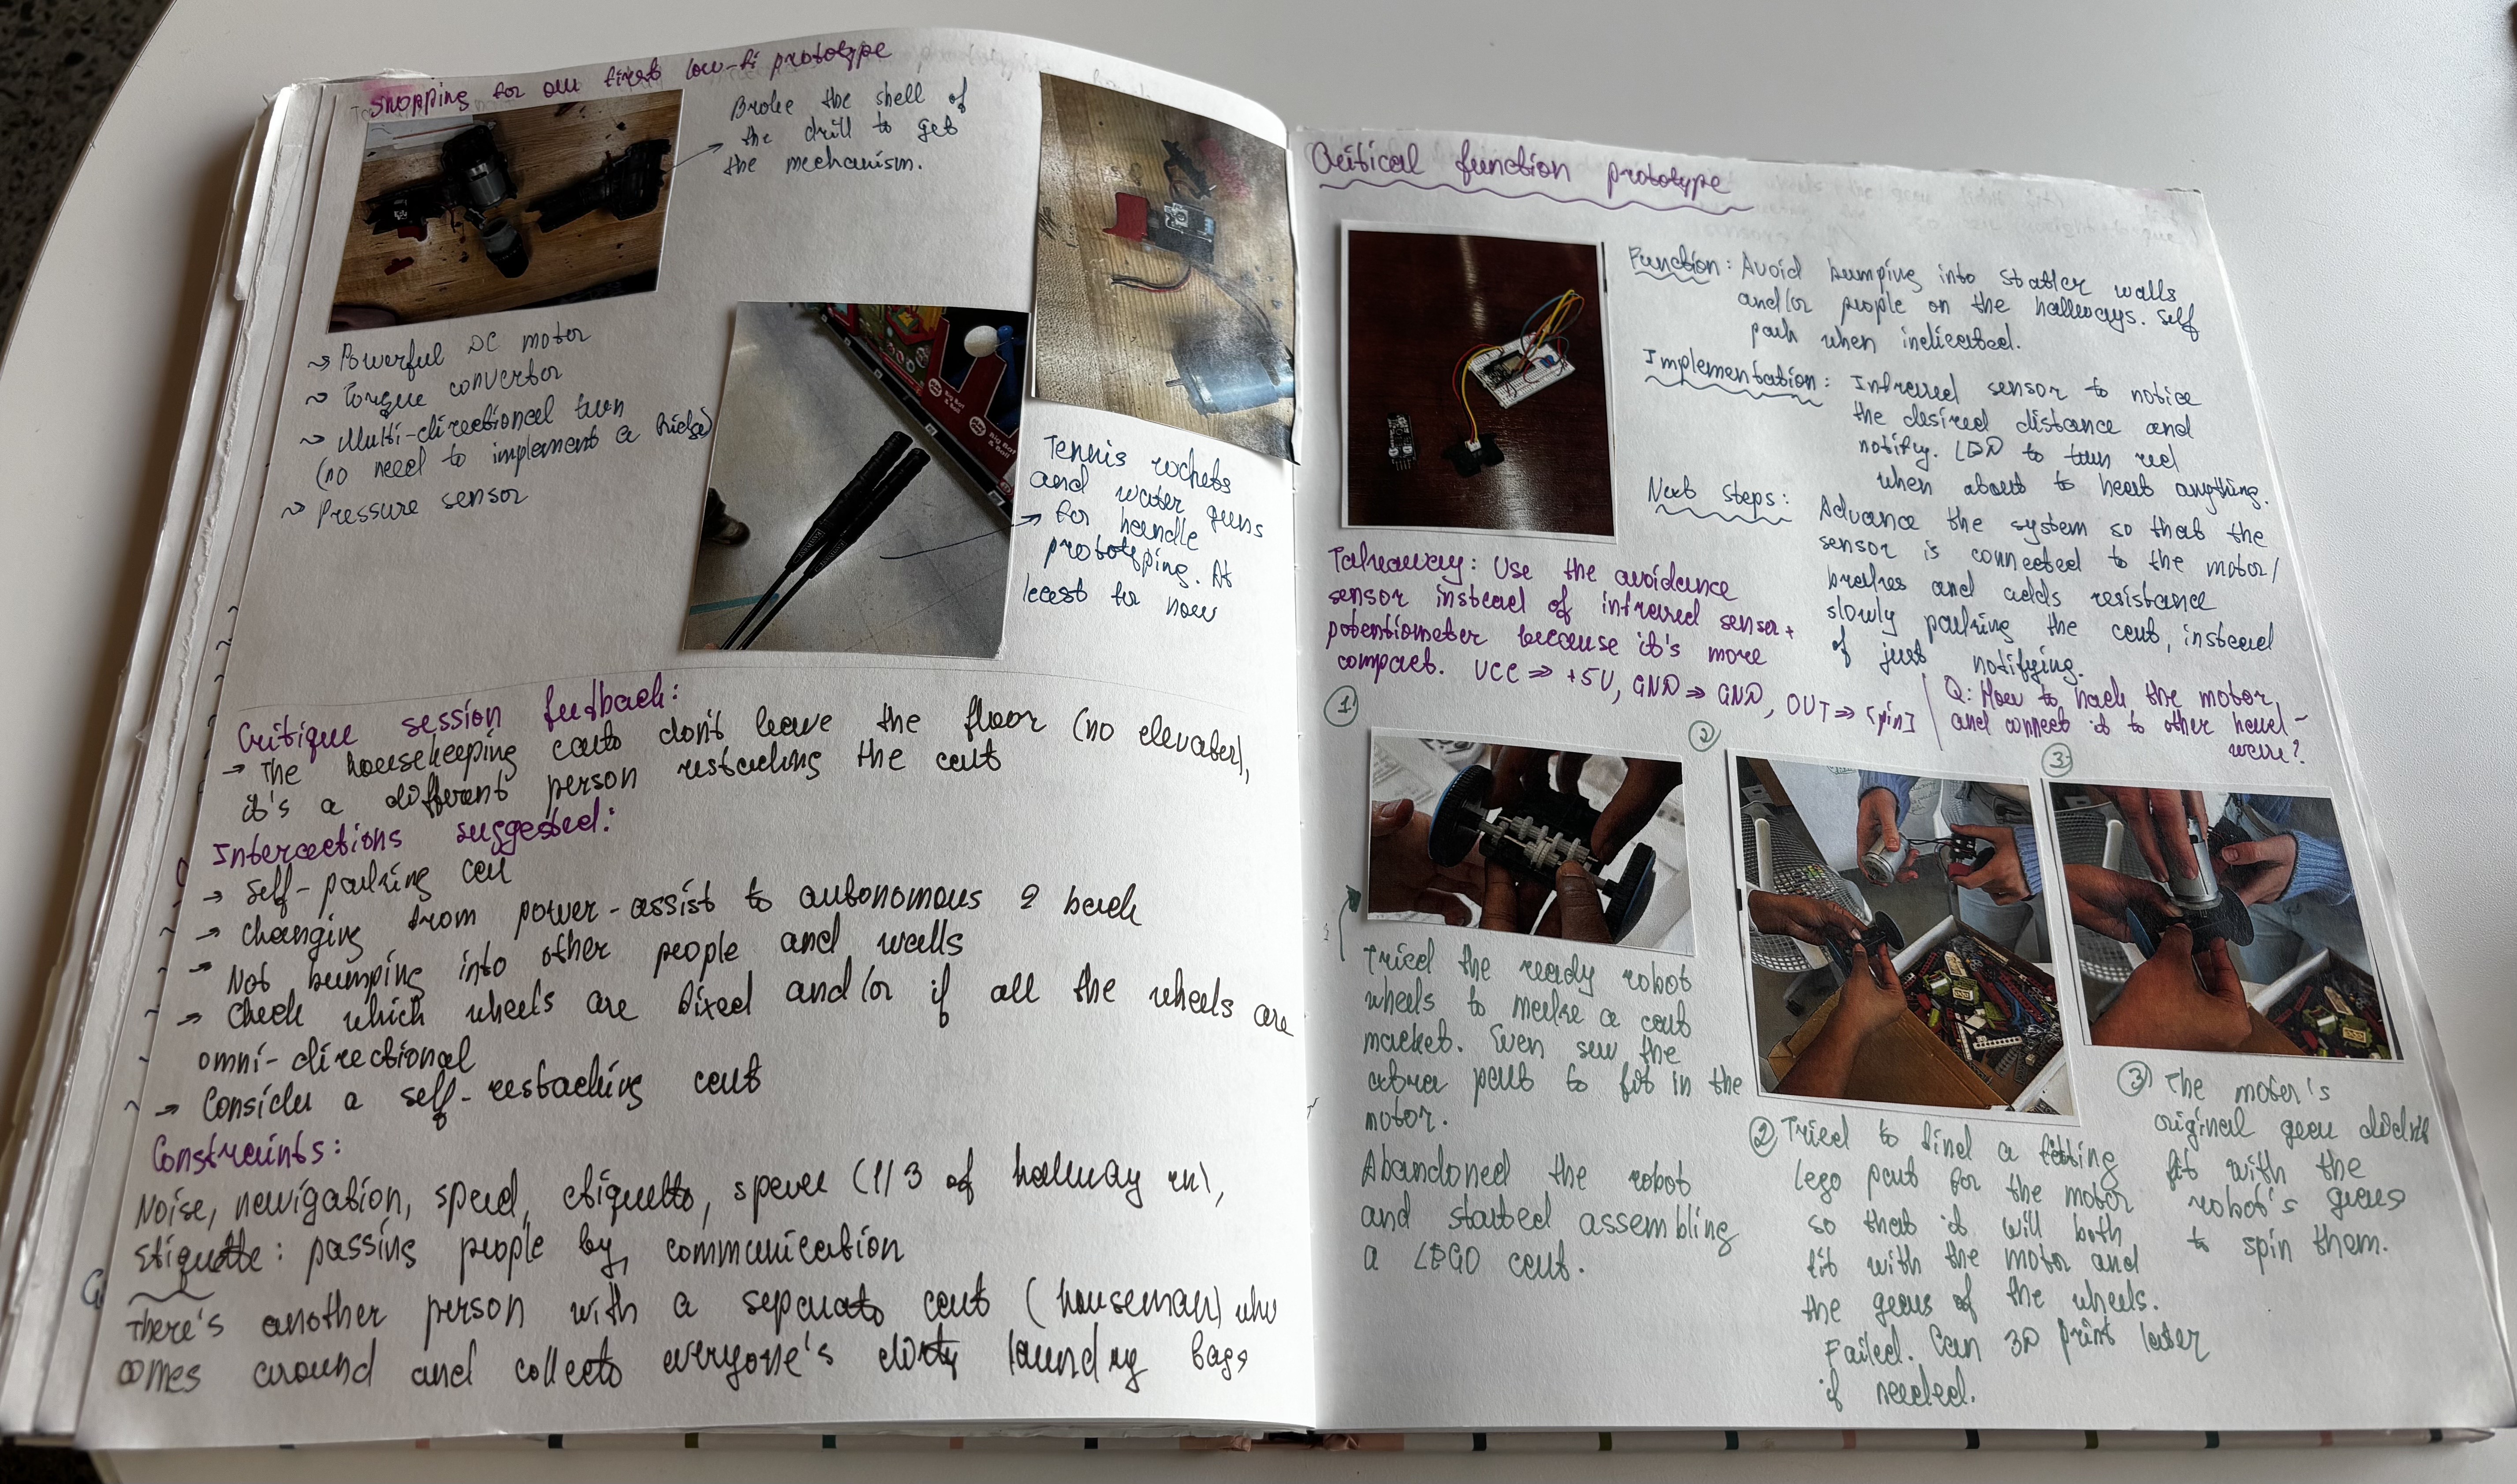 Shopping for our first low-fi prototype
Broke the shell of
the drill to get
the mechanism.
~> Powerful DC motor
~> Torque convertor
~> Multi-directional turn
(no need to implement a bridge)
~> Pressure sensor
Tennis rockets
and water guns
→ for handle
prototyping. At
least for now
Critique session feedback:
→ The housekeeping carts don't leave the floor (no elevator),
it's a different person restacking the cart
Interactions suggested:
→ Self-parking car
→ Changing from power-assist to autonomous & back
→ Not bumping into other people and walls
→ Check which wheels are fixed and/or if all the wheels are
omni-directional
→ Consider a self-restacking cart
Constraints:
Noise, navigation, speed, etiquette, space (1/3 of hallway
Etiquette: passing people by, communication
There's another person with a separate cart (houseman) who
comes around and collects everyone's dirty laundry bags
Critical function prototype
Function: Avoid bumping into walls
and/or people on the hallways. Self
park when indicated.
Implementation: Infrared sensor to notice
the desired distance and
notify. LED to turn red
when about to heat anything.
Next steps: Advance the system so that the
sensor is connected to the motor/
brakes and adds resistance
slowly parking the cart, instead
of just notifying.
Takeaway: Use the avoidance
sensor instead of infrared sensor +
potentiometer because it's more
compact. VCC => +5V, GND => GND, OUT => [pin]
Q: How to hack the motor
and connect it to other hard-
ware?
1
2
3
Tried the ready robot
wheels to make a cart
market. Even saw the
extra part to fit in the
motor.
Abandoned the robot
and started assembling
a LEGO cart.
2 Tried to find a fitting
Lego part for the motor
so that it will both
fit with the motor and
the gears of the wheels.
Failed. Can 3D print later
if needed.
3 The motor's
original gear didn't
fit with the
robot's gears
to spin them.